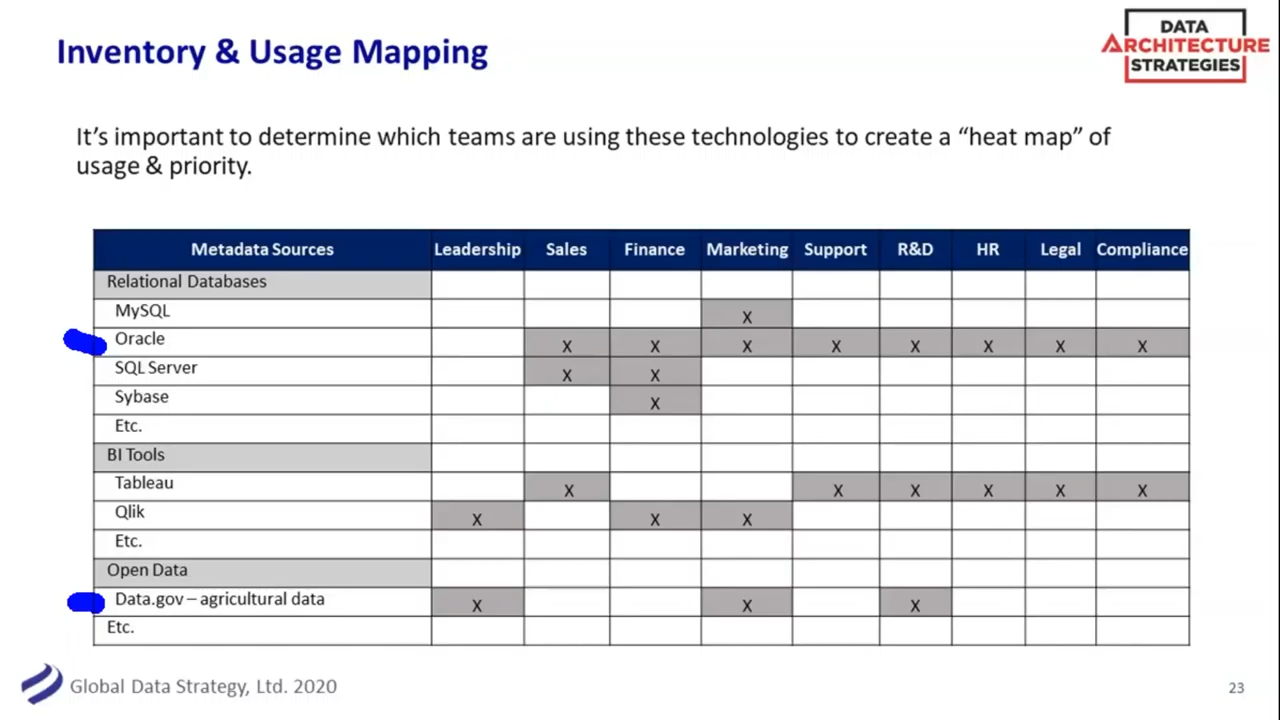 Inventory & Usage Mapping
DATA
ARCHITECTURE
STRATEGIES
It's important to determine which teams are using these technologies to create a “heat map” of
usage & priority.
Metadata Sources Leadership Sales Finance Marketing Support R&D HR Legal Compliance
Relational Databases
MySQL X
Oracle X X X X X X X X
SQL Server X X
Sybase X
Etc.
BI Tools
Tableau X X X X X X
Qlik X X X
Etc.
Open Data
Data.gov – agricultural data X X X
Etc.
Global Data Strategy, Ltd. 2020
23